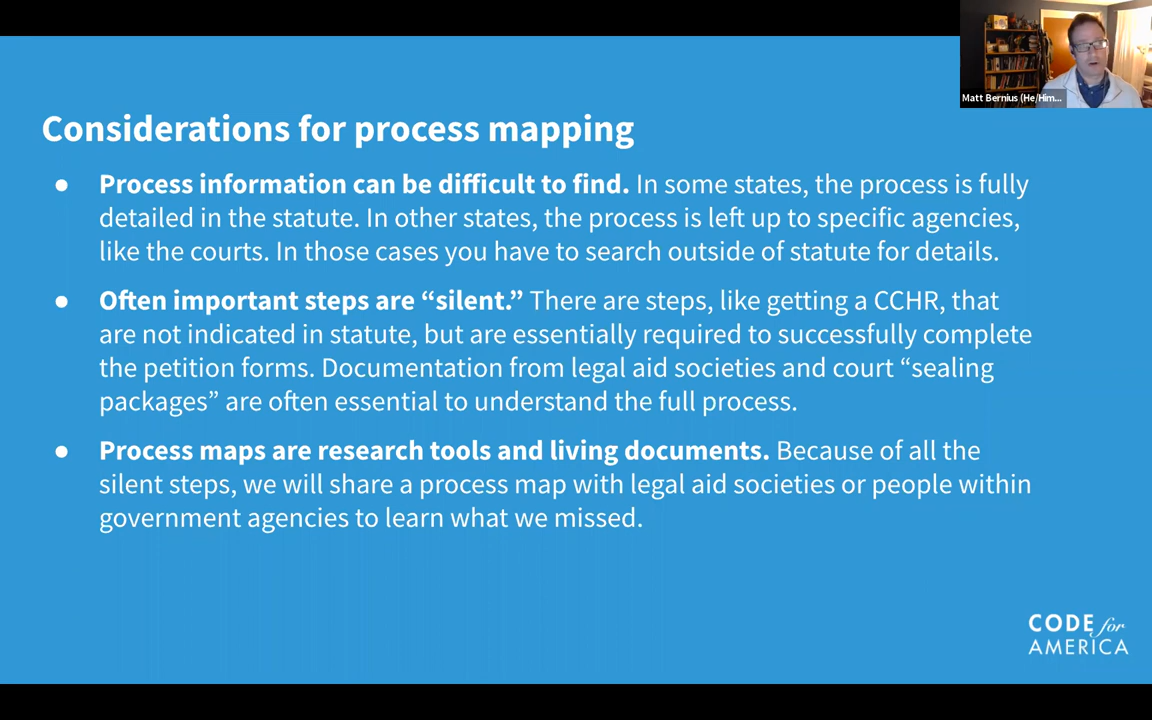 Matt Bernius (He/Him...
Considerations for process mapping
● Process information can be difficult to find. In some states, the process is fully
detailed in the statute. In other states, the process is left up to specific agencies,
like the courts. In those cases you have to search outside of statute for details.
● Often important steps are “silent.” There are steps, like getting a CCHR, that
are not indicated in statute, but are essentially required to successfully complete
the petition forms. Documentation from legal aid societies and court “sealing
packages” are often essential to understand the full process.
● Process maps are research tools and living documents. Because of all the
silent steps, we will share a process map with legal aid societies or people within
government agencies to learn what we missed.
CODE for
AMERICA